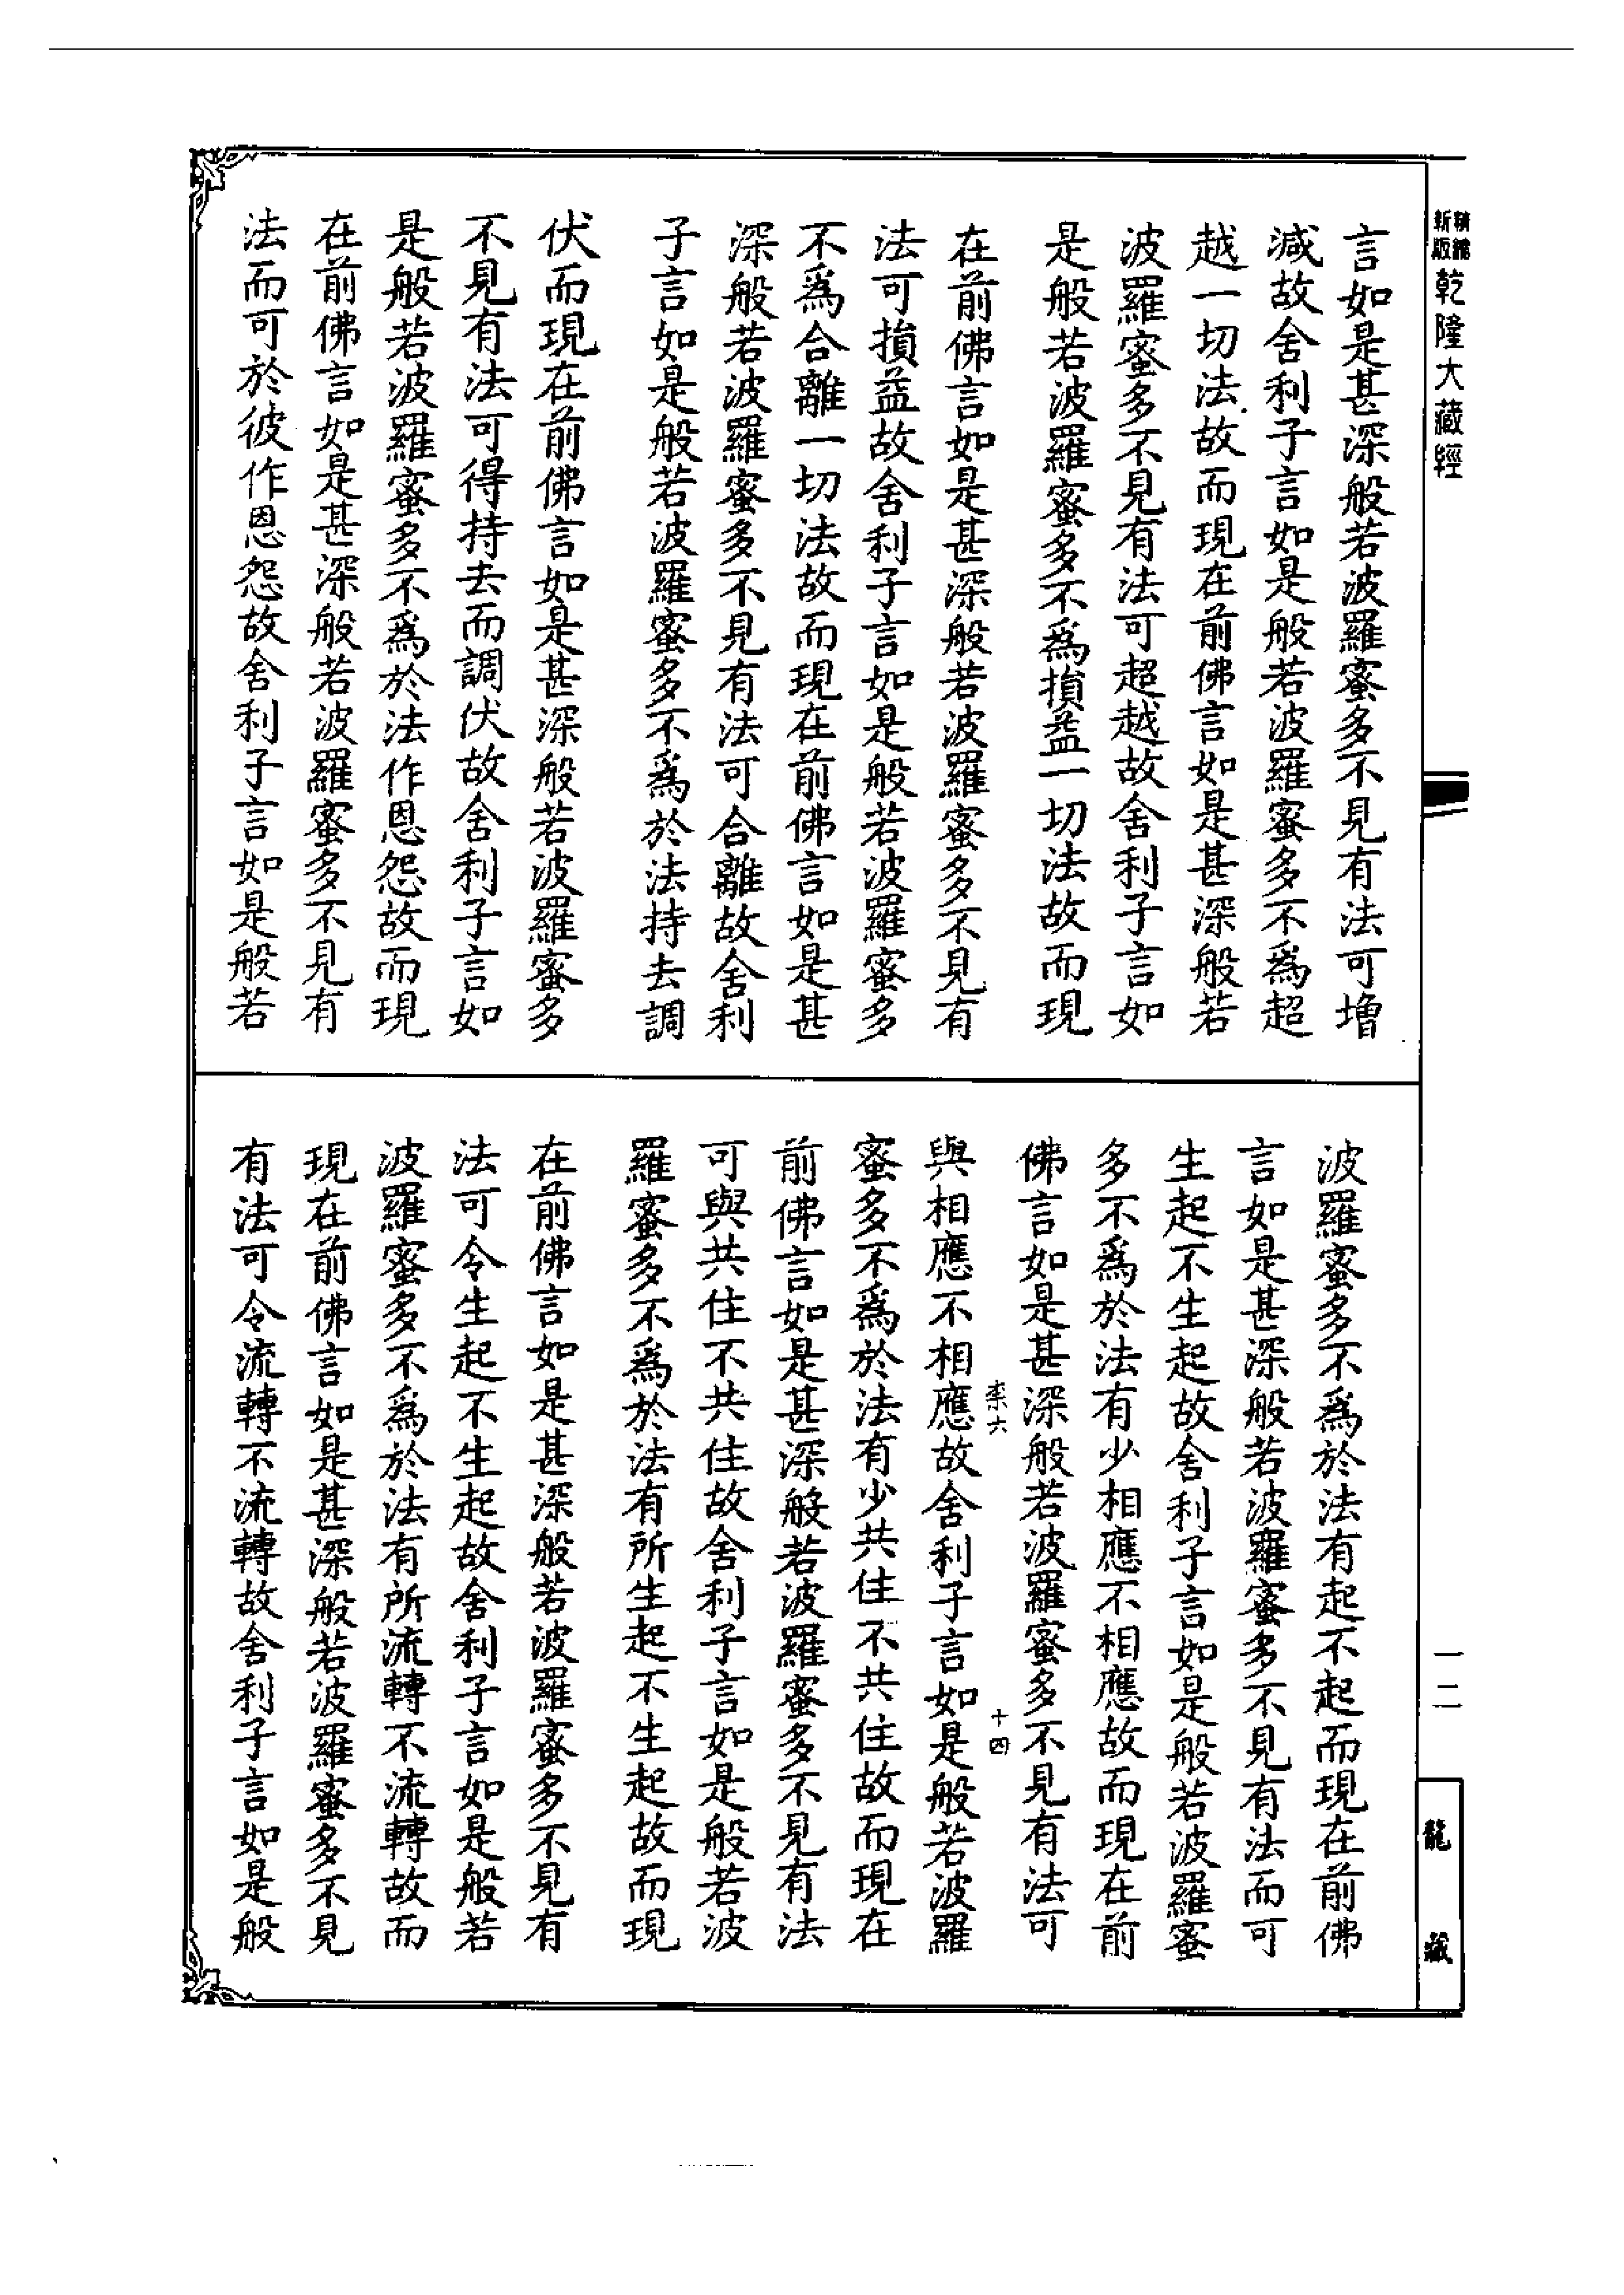 精縮
新版
乾隆大藏經
一二
龍藏
言如是甚深般若波羅蜜多不見有法可增
減故舍利子言如是般若波羅蜜多不爲超
越一切法故而現在前佛言如是甚深般若
波羅蜜多不見有法可超越故舍利子言如
是般若波羅蜜多不爲損益一切法故而現
在前佛言如是甚深般若波羅蜜多不見有
法可損益故舍利子言如是般若波羅蜜多
不爲合離一切法故而現在前佛言如是甚
深般若波羅蜜多不見有法可合離故舍利
子言如是般若波羅蜜多不爲於法持去調
伏而現在前佛言如是甚深般若波羅蜜多
不見有法可得持去而調伏故舍利子言如
是般若波羅蜜多不爲於法作恩怨故而現
在前佛言如是甚深般若波羅蜜多不見有
法而可於彼作恩怨故舍利子言如是般若
波羅蜜多不爲於法有起不起而現在前佛
言如是甚深般若波羅蜜多不見有法而可
生起不生起故舍利子言如是般若波羅蜜
多不爲於法有少相應不相應故而現在前
佛言如是甚深般若波羅蜜多不見有法可
柰六
十四
與相應不相應故舍利子言如是般若波羅
蜜多不爲於法有少共住不共住故而現在
前佛言如是甚深般若波羅蜜多不見有法
可與共住不共住故舍利子言如是般若波
羅蜜多不爲於法有所生起不生起故而現
在前佛言如是甚深般若波羅蜜多不見有
法可令生起不生起故舍利子言如是般若
波羅蜜多不爲於法有所流轉不流轉故而
現在前佛言如是甚深般若波羅蜜多不見
有法可令流轉不流轉故舍利子言如是般